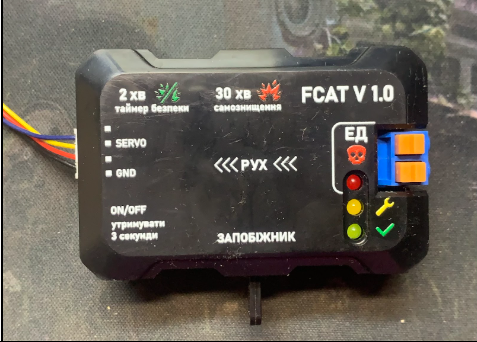 2 хв
таймер безпеки
30 хв
самознищення
FCAT V 1.0
ЕД
SERVO
<<< РУХ <<<
GND
ON/OFF
утримувати
3 секунди
ЗАПОБІЖНИК